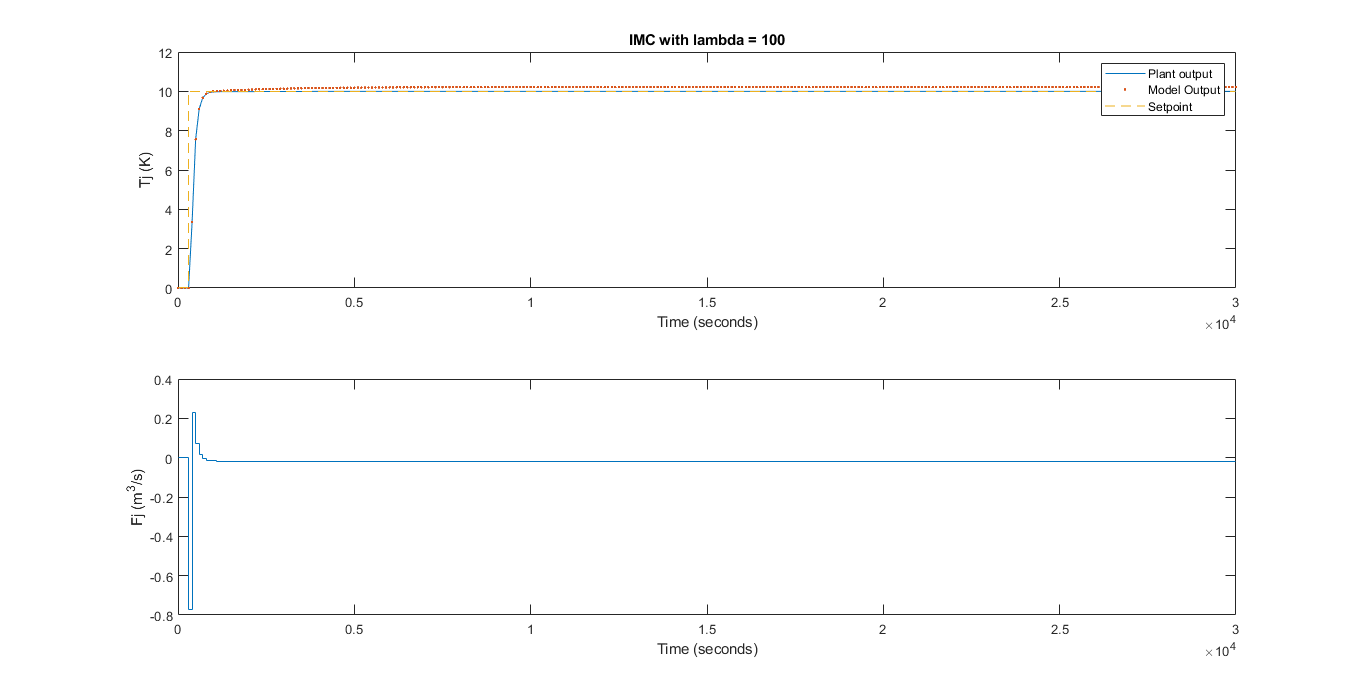 IMC with lambda = 100
12
10
8
6
4
2
0
Tj (K)
Plant output
Model Output
Setpoint
0 0.5 1 1.5 2 2.5 3
Time (seconds)
×10^4
0.4
0.2
0
-0.2
-0.4
-0.6
-0.8
Fj (m^3/s)
0 0.5 1 1.5 2 2.5 3
Time (seconds)
×10^4